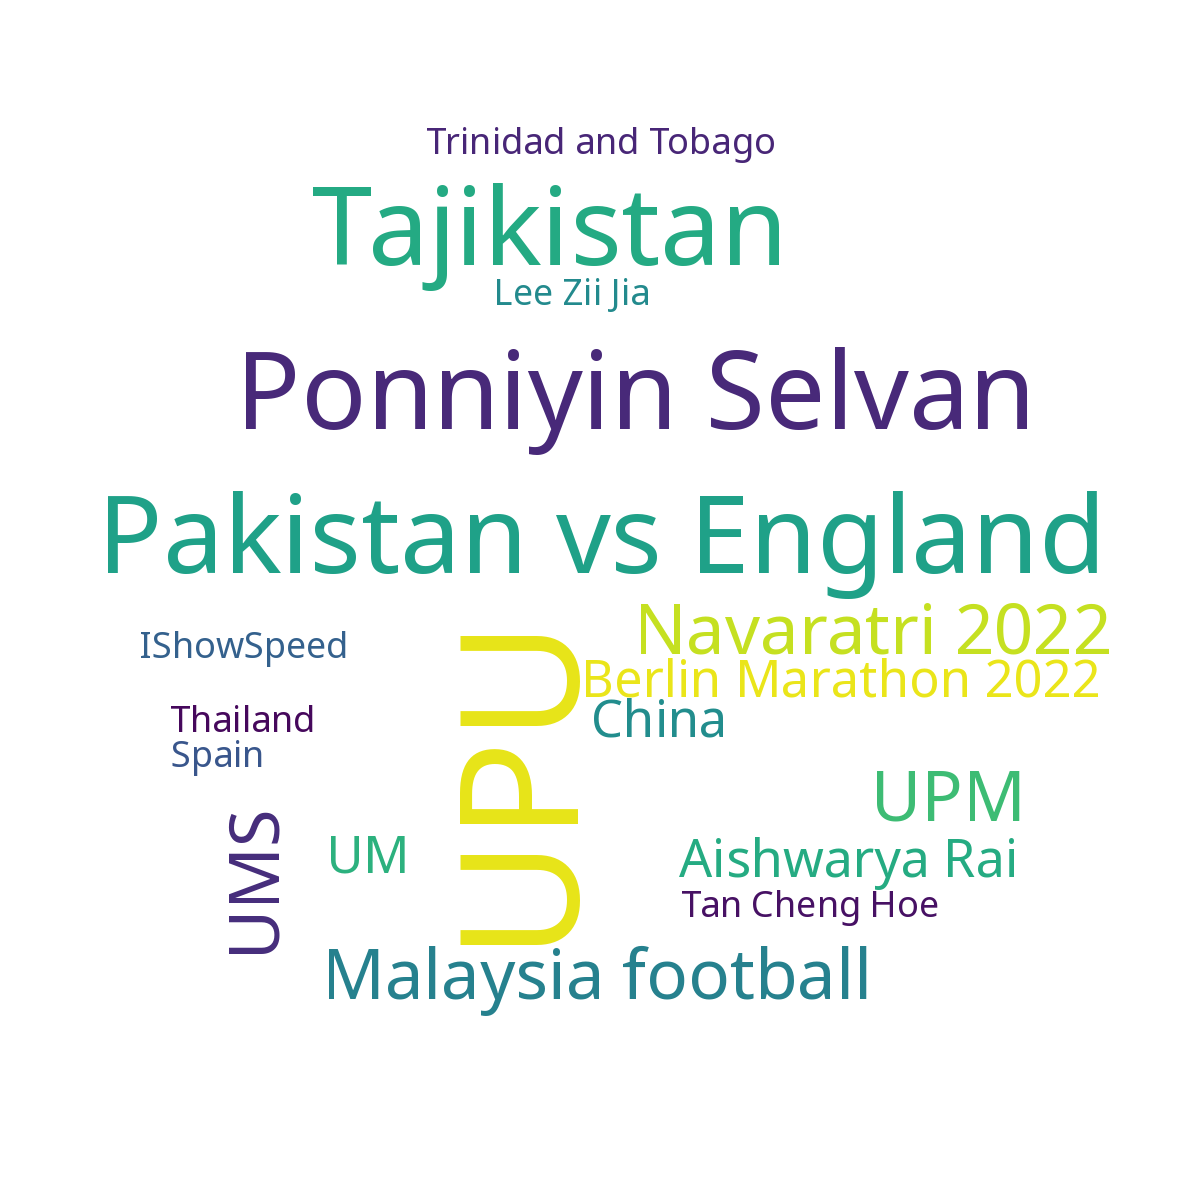 Trinidad and Tobago
Tajikistan
Lee Zii Jia
Ponniyin Selvan
Pakistan vs England
Navaratri 2022
IShowSpeed
Berlin Marathon 2022
UPU
Thailand
China
Spain
UPM
UMS
UM
Aishwarya Rai
Tan Cheng Hoe
Malaysia football